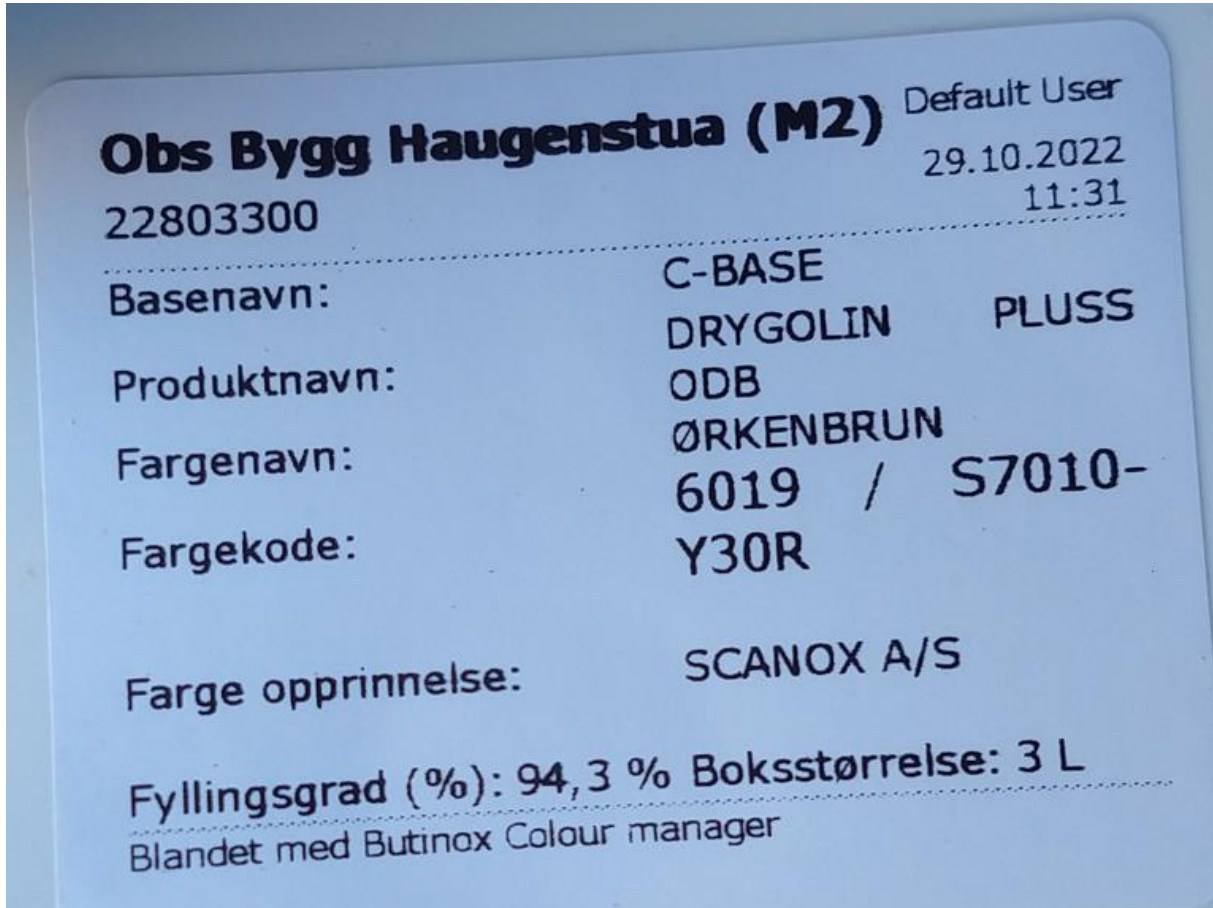 Obs Bygg Haugenstua (M2) Default User
22803300 29.10.2022
11:31
Basenavn: C-BASE
DRYGOLIN PLUSS
Produktnavn: ODB
Fargenavn: ØRKENBRUN
6019 / S7010-
Fargekode: Y30R
Farge opprinnelse: SCANOX A/S
Fyllingsgrad (%): 94,3 % Boksstørrelse: 3 L
Blandet med Butinox Colour manager